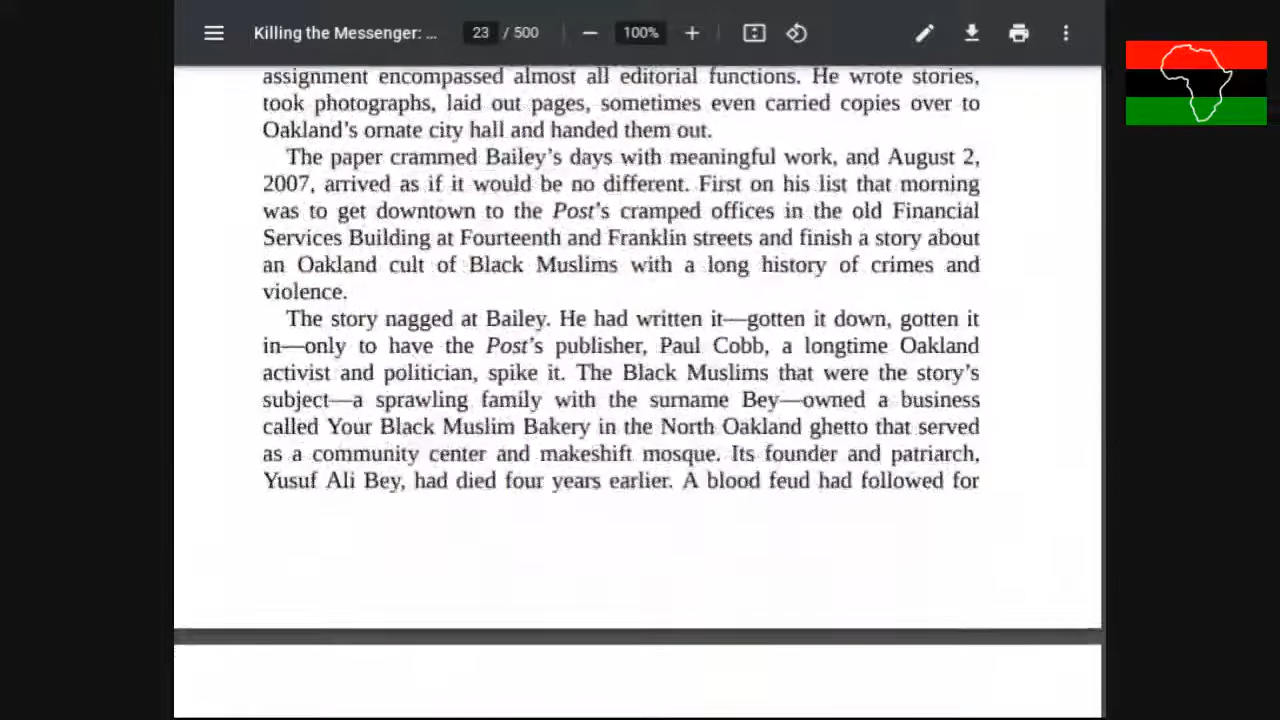 Killing the Messenger: ... 23 / 500 100%
assignment encompassed almost all editorial functions. He wrote stories,
took photographs, laid out pages, sometimes even carried copies over to
Oakland’s ornate city hall and handed them out.
The paper crammed Bailey’s days with meaningful work, and August 2,
2007, arrived as if it would be no different. First on his list that morning
was to get downtown to the Post’s cramped offices in the old Financial
Services Building at Fourteenth and Franklin streets and finish a story about
an Oakland cult of Black Muslims with a long history of crimes and
violence.
The story nagged at Bailey. He had written it—gotten it down, gotten it
in—only to have the Post’s publisher, Paul Cobb, a longtime Oakland
activist and politician, spike it. The Black Muslims that were the story’s
subject—a sprawling family with the surname Bey—owned a business
called Your Black Muslim Bakery in the North Oakland ghetto that served
as a community center and makeshift mosque. Its founder and patriarch,
Yusuf Ali Bey, had died four years earlier. A blood feud had followed for